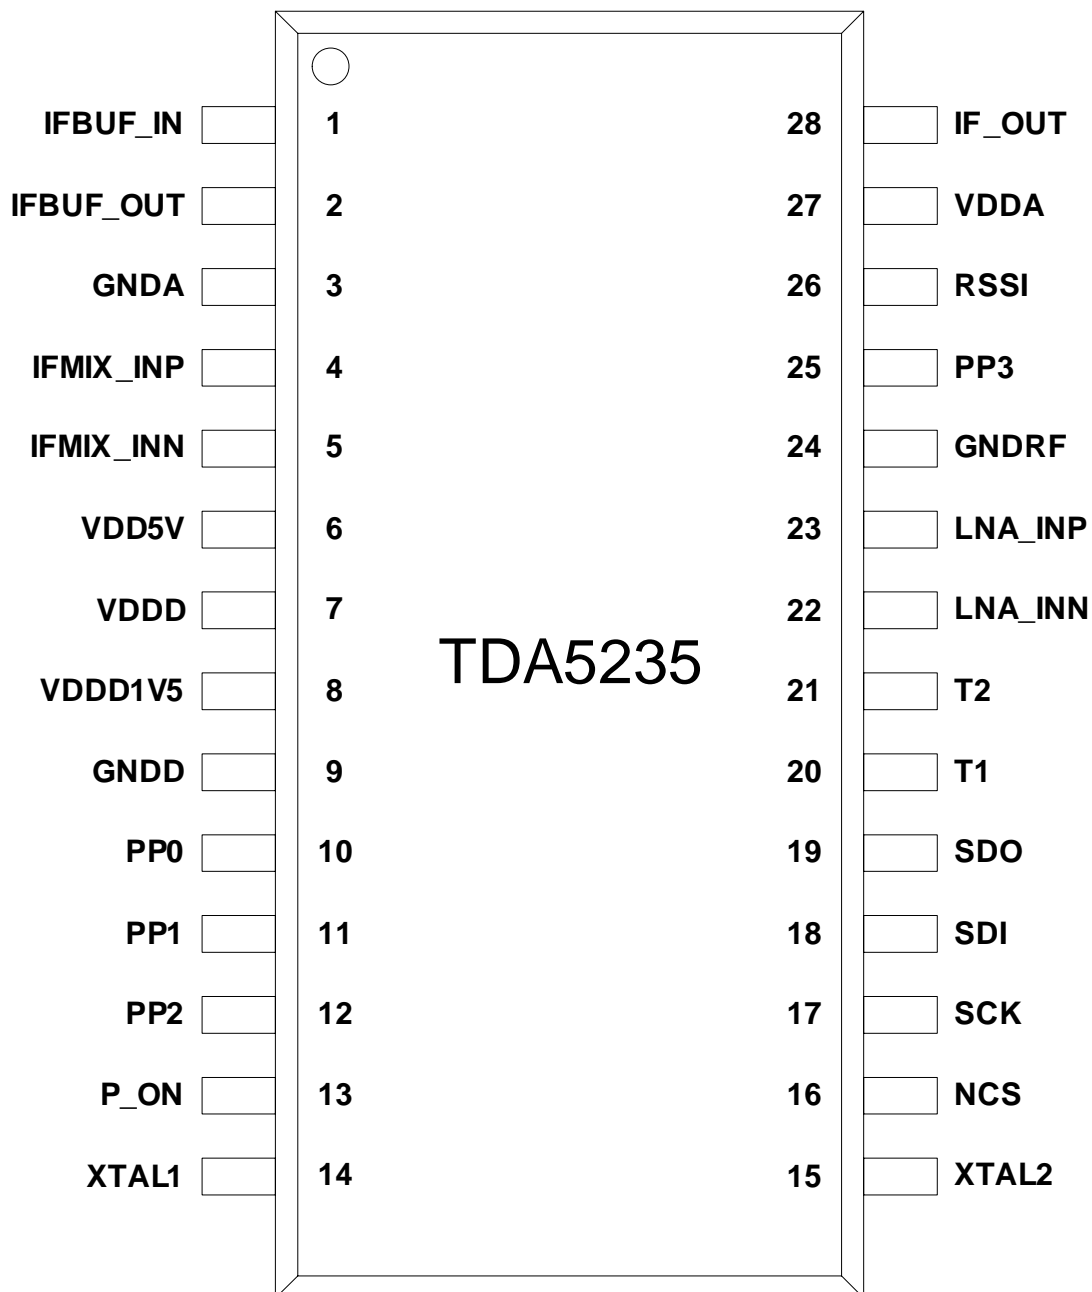 IFBUF_IN 1 28 IF_OUT
IFBUF_OUT 2 27 VDDA
GNDA 3 26 RSSI
IFMIX_INP 4 25 PP3
IFMIX_INN 5 24 GNDRF
VDD5V 6 23 LNA_INP
VDDD 7 22 LNA_INN
TDA5235
VDDD1V5 8 21 T2
GNDD 9 20 T1
PP0 10 19 SDO
PP1 11 18 SDI
PP2 12 17 SCK
P_ON 13 16 NCS
XTAL1 14 15 XTAL2